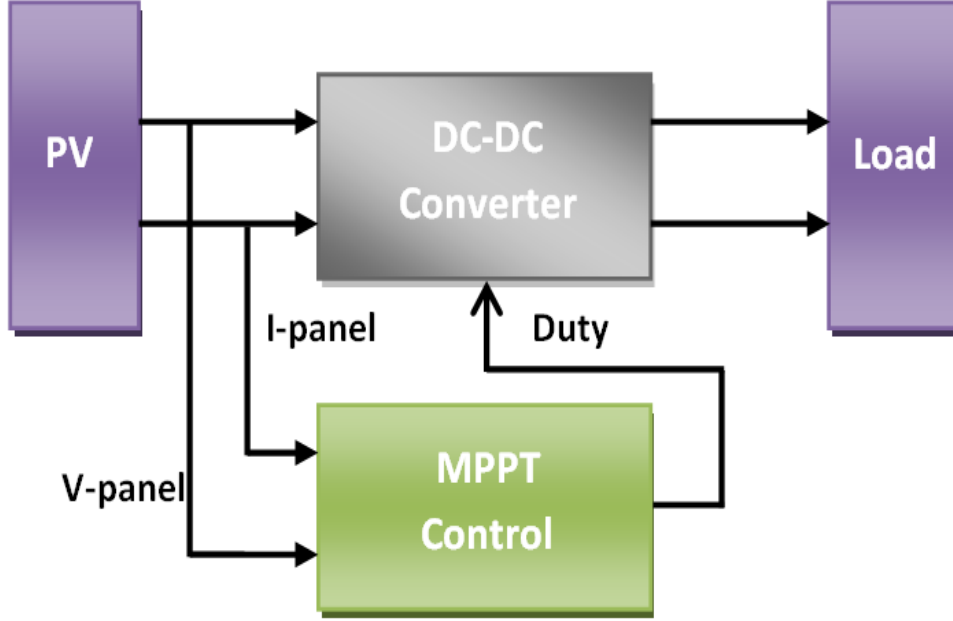 PV
DC-DC
Converter
Load
I-panel
Duty
V-panel
MPPT
Control